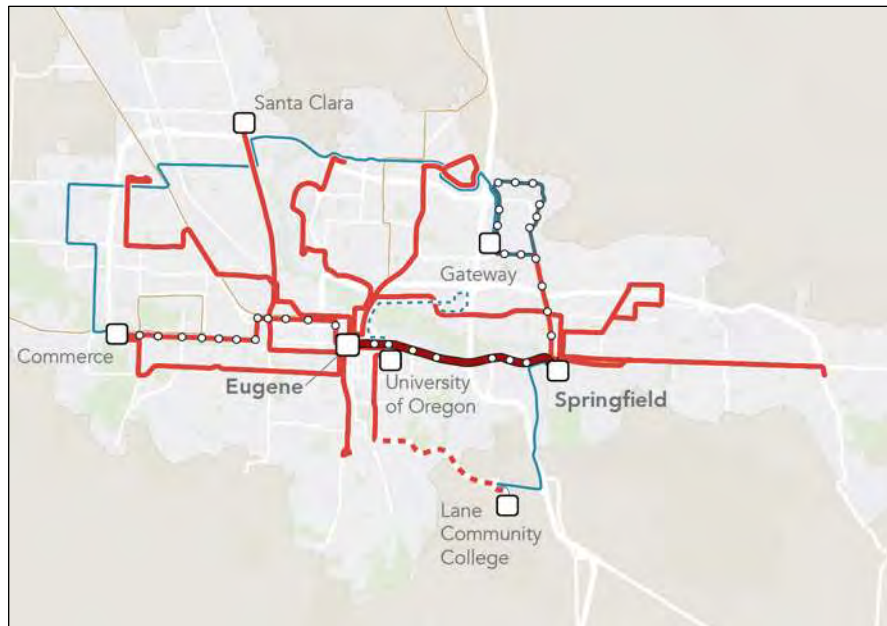 Santa Clara
Gateway
Commerce
Eugene
University
of Oregon
Springfield
Lane
Community
College